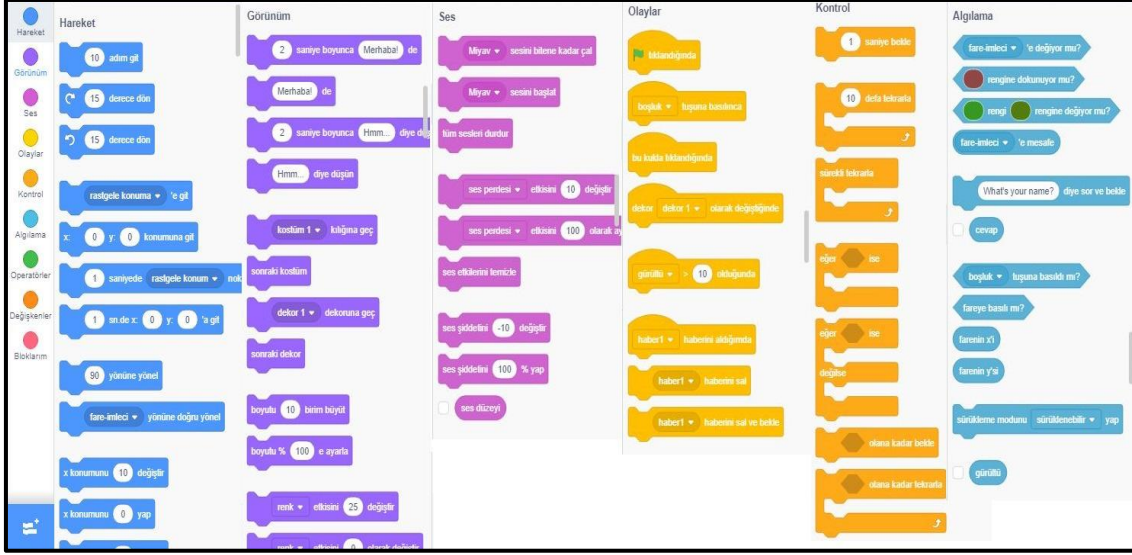 Hareket
Görünüm
Ses
Olaylar
Kontrol
Algılama
Operatörler
Değişkenler
Bloklarım
Hareket
10 adım git
15 derece dön
15 derece dön
rastgele konuma 'e git
x: 0 y: 0 konumuna git
1 saniyede rastgele konum nok
1 sn.de x: 0 y: 0 'a git
90 yönüne yönel
fare-imleci yönüne doğru yönel
x konumunu 10 değiştir
x konumunu 0 yap
Görünüm
2 saniye boyunca Merhaba! de
Merhaba! de
2 saniye boyunca Hmm... diye dü
Hmm... diye düşün
kostüm 1 kılığına geç
sonraki kostüm
dekor 1 dekoruna geç
sonraki dekor
boyutu 10 birim büyüt
boyutu % 100 e ayarla
renk etkisini 25 değiştir
renk etkisini 0 olarak değiştir
Ses
Miyav sesini bitene kadar çal
Miyav sesini başlat
tüm sesleri durdur
ses perdesi etkisini 10 değiştir
ses perdesi etkisini 100 olarak ay
ses etkilerini temizle
ses şiddetini -10 değiştir
ses şiddetini 100 % yap
ses düzeyi
Olaylar
tıklandığında
boşluk tuşuna basılınca
bu kukla tıklandığında
dekor dekor 1 olarak değiştiğinde
gürültü > 10 olduğunda
haber1 haberini aldığımda
haber1 haberini sal
haber1 haberini sal ve bekle
Kontrol
1 saniye bekle
10 defa tekrarla
sürekli tekrarla
eğer ise
eğer ise
değilse
olana kadar bekle
olana kadar tekrarla
Algılama
fare-imleci 'e değiyor mu?
rengine dokunuyor mu?
rengi rengine değiyor mu?
fare-imleci 'e mesafe
What's your name? diye sor ve bekle
cevap
boşluk tuşuna basıldı mı?
fareye basılı mı?
farenin x'i
farenin y'si
sürükleme modunu sürüklenebilir yap
gürültü